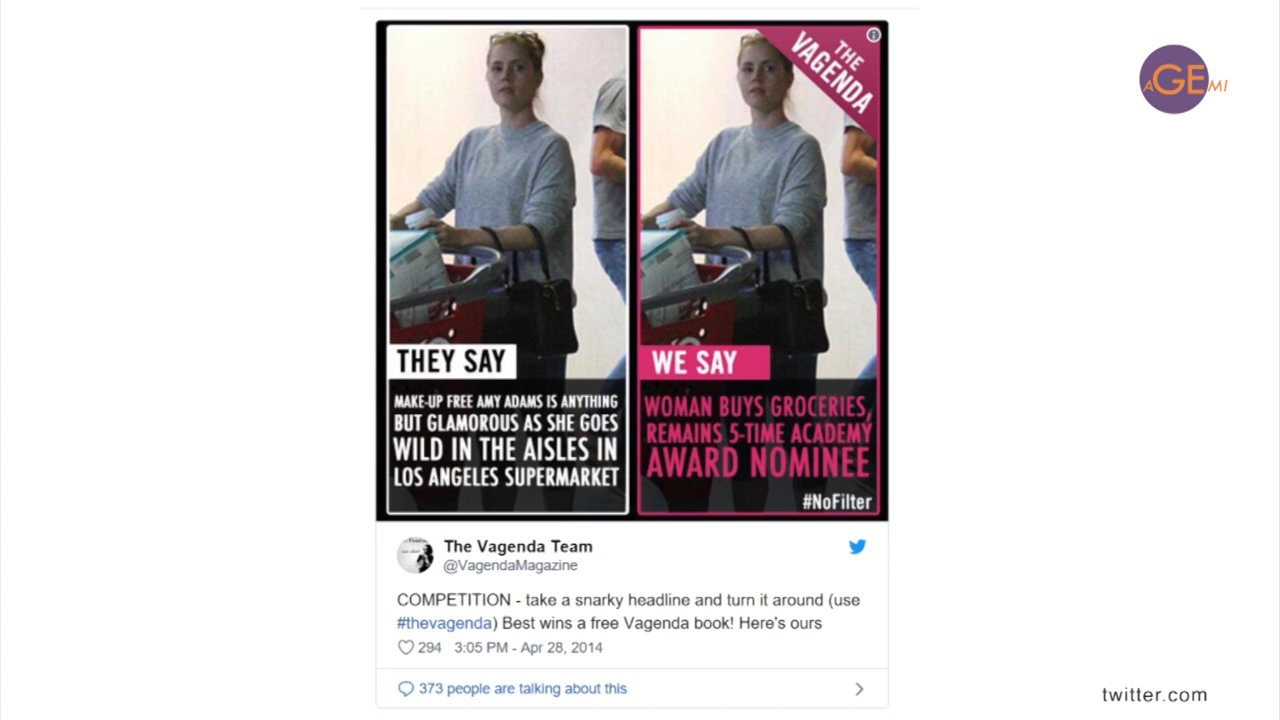 THE
VAGENDA
aGEMI
THEY SAY
MAKE-UP FREE AMY ADAMS IS ANYTHING
BUT GLAMOROUS AS SHE GOES
WILD IN THE AISLES IN
LOS ANGELES SUPERMARKET
WE SAY
WOMAN BUYS GROCERIES,
REMAINS 5-TIME ACADEMY
AWARD NOMINEE
#NoFilter
The Vagenda Team
@VagendaMagazine
COMPETITION - take a snarky headline and turn it around (use
#thevagenda) Best wins a free Vagenda book! Here's ours
294 3:05 PM - Apr 28, 2014
373 people are talking about this
twitter.com